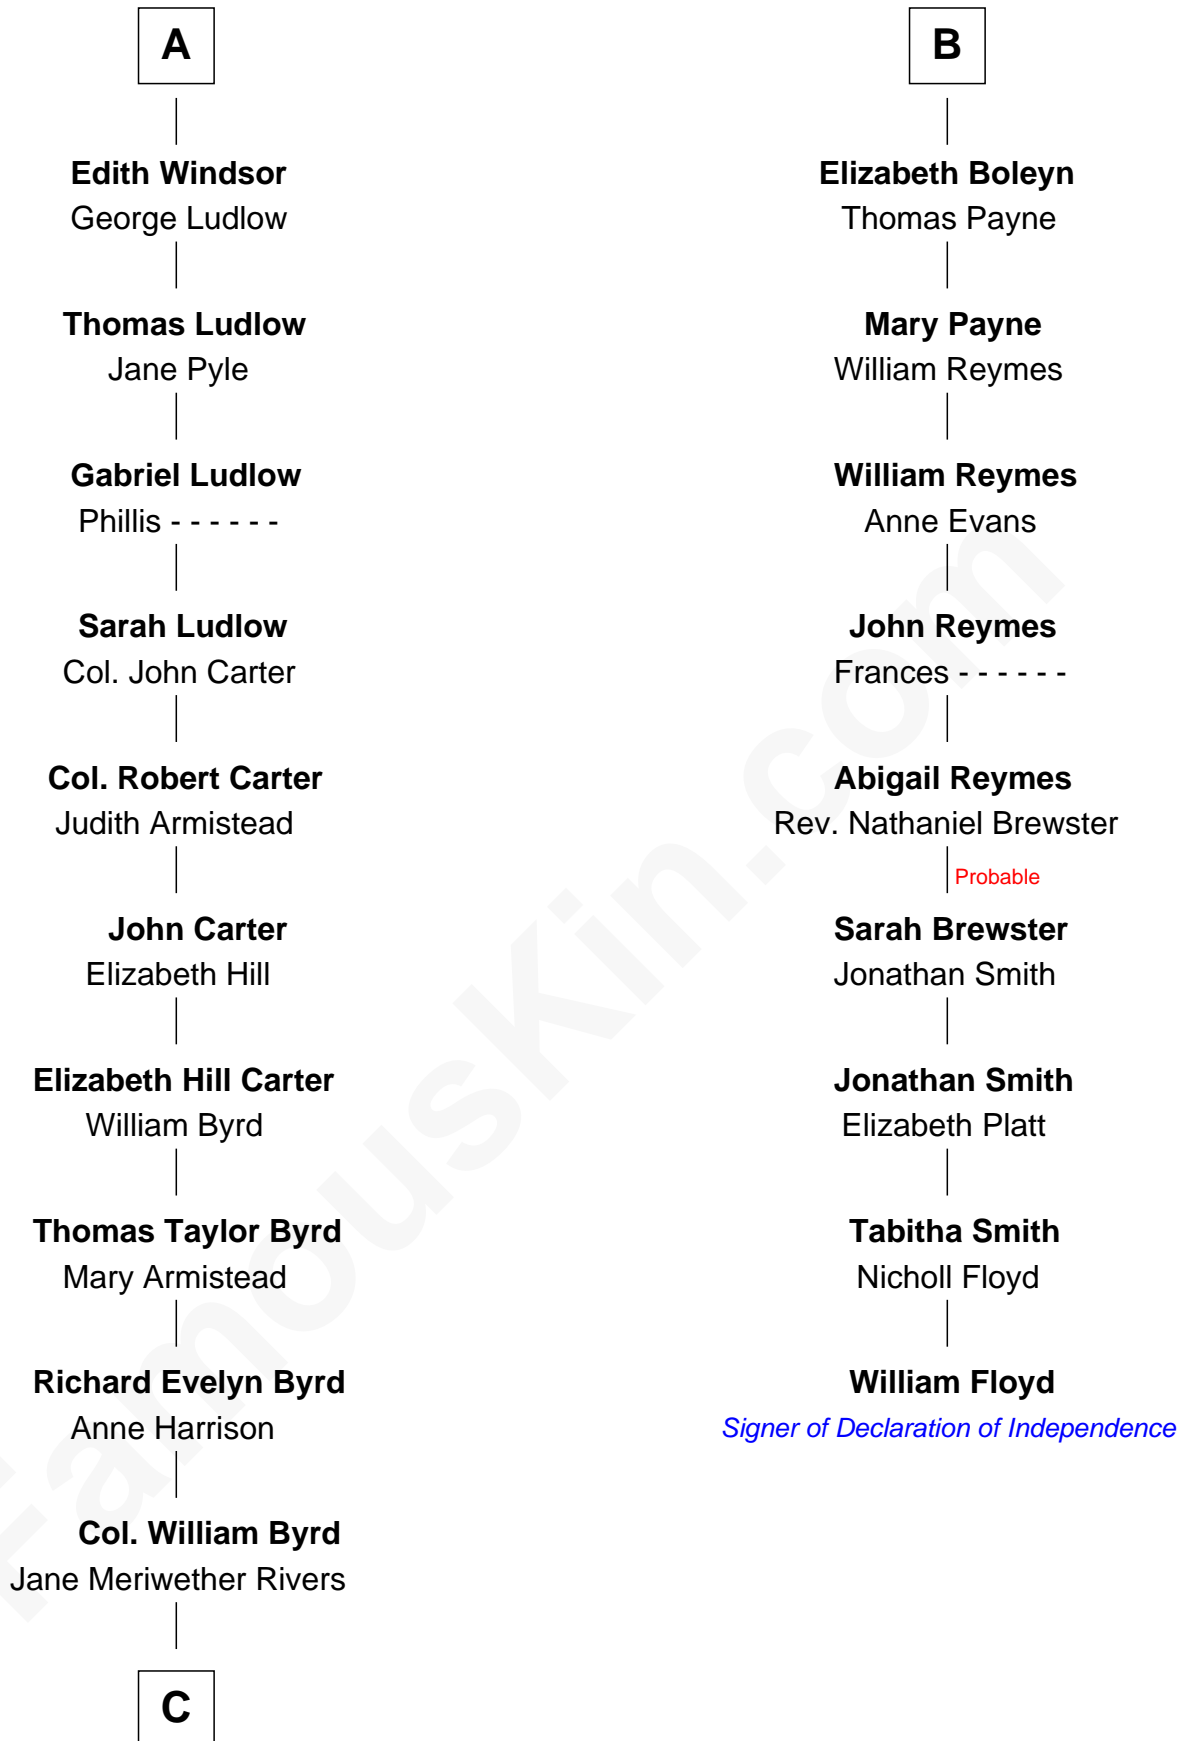 A
Edith Windsor
George Ludlow
Thomas Ludlow
Jane Pyle
Gabriel Ludlow
Phillis - - - - - -
Sarah Ludlow
Col. John Carter
Col. Robert Carter
Judith Armistead
John Carter
Elizabeth Hill
Elizabeth Hill Carter
William Byrd
Thomas Taylor Byrd
Mary Armistead
Richard Evelyn Byrd
Anne Harrison
Col. William Byrd
Jane Meriwether Rivers
C
B
Elizabeth Boleyn
Thomas Payne
Mary Payne
William Reymes
William Reymes
Anne Evans
John Reymes
Frances - - - - - -
Abigail Reymes
Rev. Nathaniel Brewster
Probable
Sarah Brewster
Jonathan Smith
Jonathan Smith
Elizabeth Platt
Tabitha Smith
Nicholl Floyd
William Floyd
Signer of Declaration of Independence
FamousKin.com